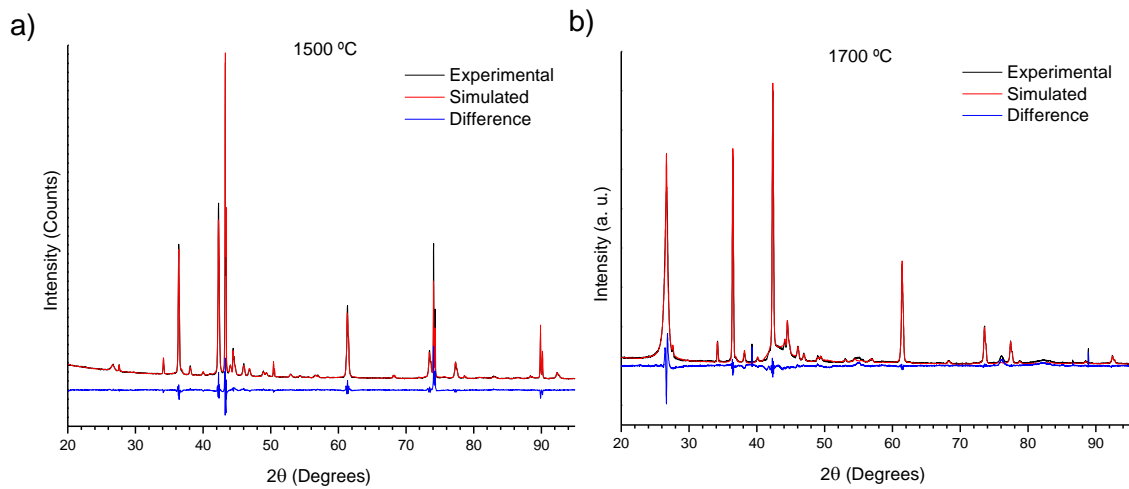 a)
1500 ºC
Experimental
Simulated
Difference
Intensity (Counts)
20 30 40 50 60 70 80 90
2θ (Degrees)
b)
1700 ºC
Experimental
Simulated
Difference
Intensity (a. u.)
20 30 40 50 60 70 80 90
2θ (Degrees)